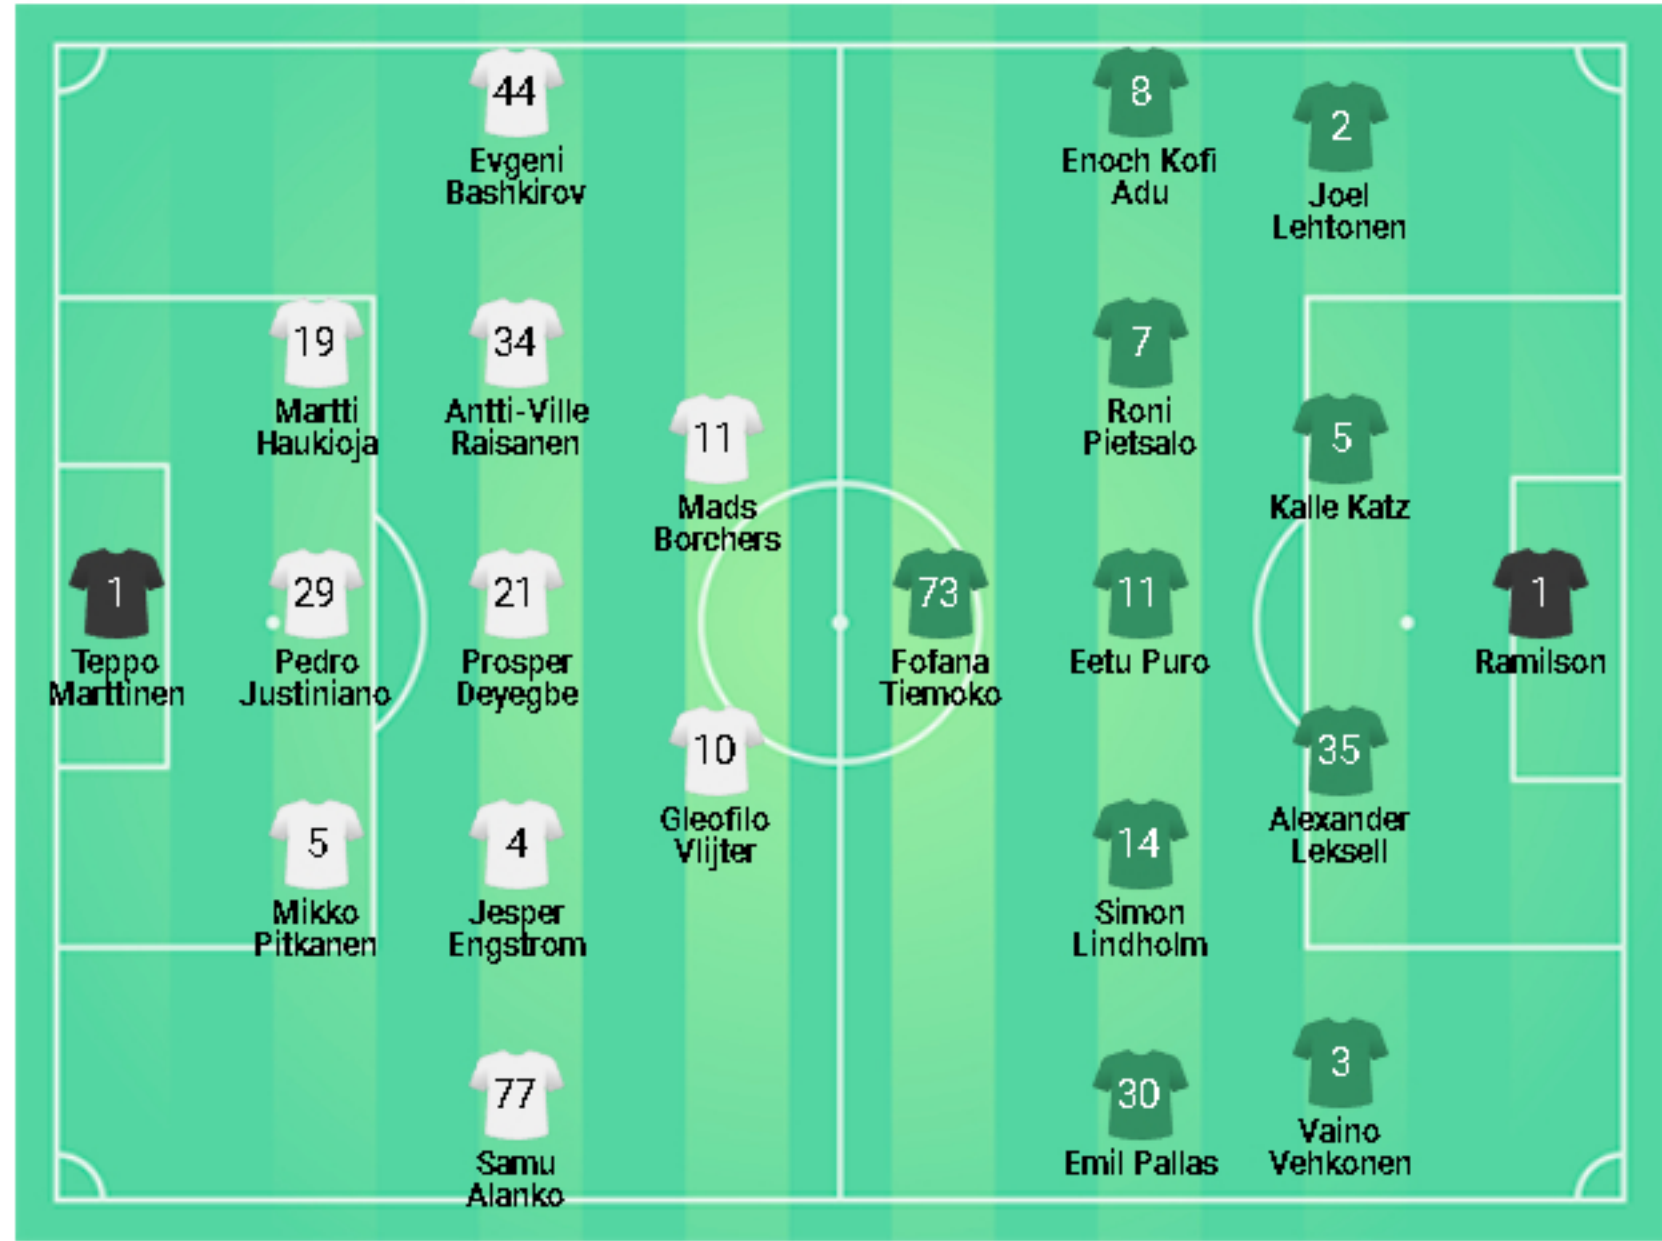 44
Evgeni
Bashkirov
19
Martti
Haukioja
34
Antti-Ville
Raisanen
11
Mads
Borchers
1
Teppo
Marttinen
29
Pedro
Justiniano
21
Prosper
Deyegbe
10
Gleofilo
Vlijter
5
Mikko
Pitkanen
4
Jesper
Engstrom
77
Samu
Alanko
8
Enoch Kofi
Adu
2
Joel
Lehtonen
7
Roni
Pietsalo
5
Kalle Katz
73
Fofana
Tiemoko
11
Eetu Puro
1
Ramilson
35
Alexander
Leksell
14
Simon
Lindholm
30
Emil Pallas
3
Vaino
Vehkonen